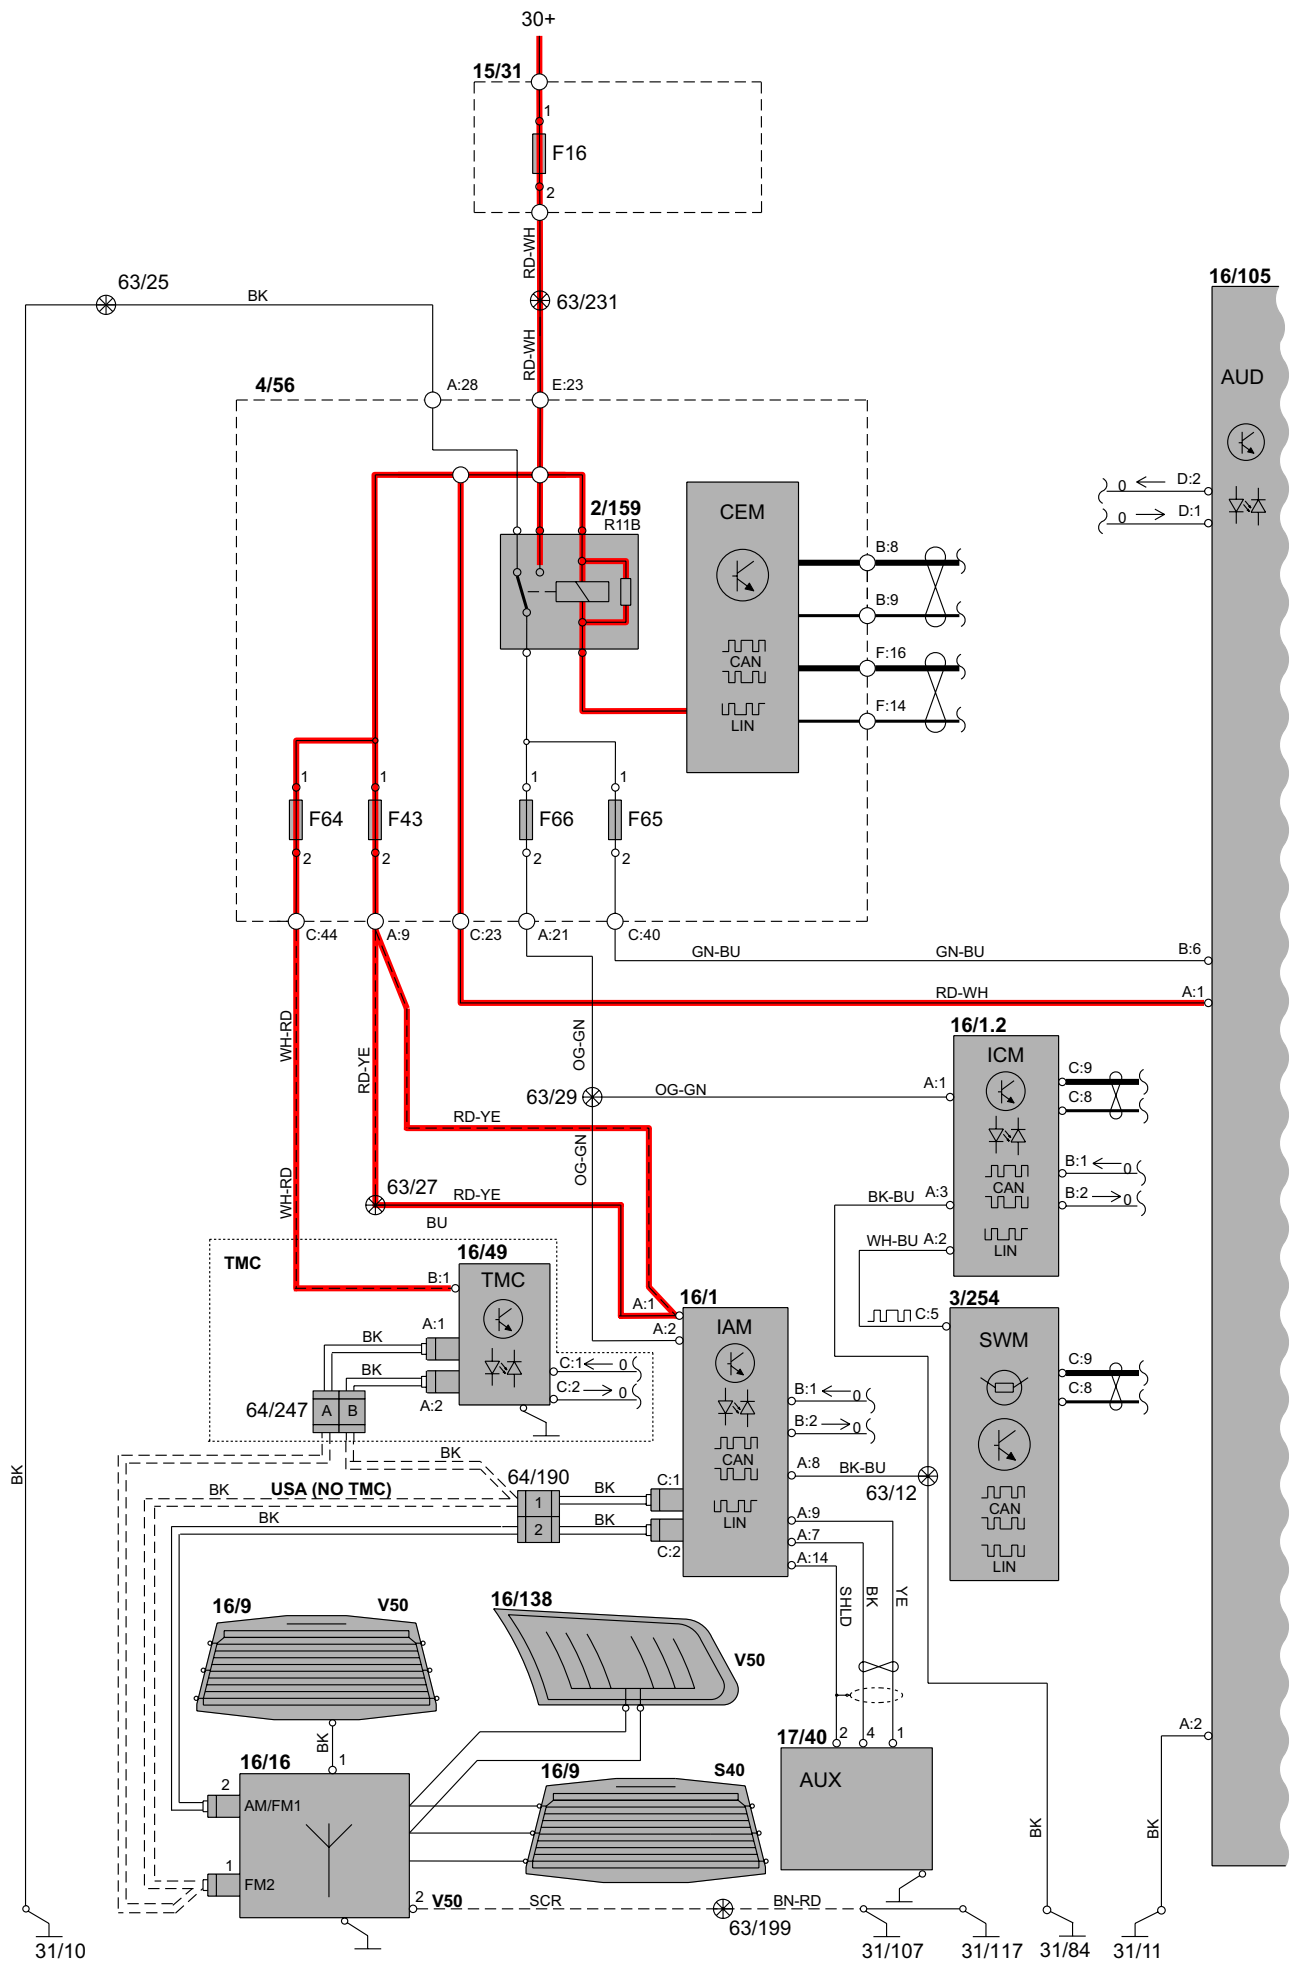 30+
15/31
1
F16
2
RD-WH
63/25
BK
63/231
16/105
RD-WH
4/56
A:28
E:23
AUD
2/159
R11B
CEM
0
D:2
0
D:1
B:8
B:9
CAN
F:16
LIN
F:14
1
1
1
1
F64
F43
F66
F65
2
2
2
2
C:44
A:9
C:23
A:21
C:40
GN-BU
GN-BU
B:6
RD-WH
A:1
WH-RD
RD-YE
OG-GN
16/1.2
ICM
C:9
C:8
63/29
OG-GN
A:1
RD-YE
OG-GN
WH-RD
B:1
0
CAN
63/27
RD-YE
BK-BU
A:3
B:2
0
BU
WH-BU
A:2
LIN
TMC
16/49
TMC
B:1
A:1
16/1
3/254
C:5
A:2
IAM
SWM
A:1
BK
C:1
0
C:9
BK
C:2
0
C:8
A:2
B:1
0
64/247
A
B
B:2
0
BK
CAN
A:8
BK-BU
BK
64/190
C:1
63/12
BK
USA (NO TMC)
1
BK
CAN
BK
2
BK
LIN
A:9
A:7
C:2
A:14
LIN
SHLD
BK
YE
16/9
V50
16/138
V50
BK
17/40
2
4
1
A:2
16/16
1
16/9
S40
AUX
2
AM/FM1
BK
BK
1
FM2
2
V50
SCR
63/199
BN-RD
31/10
31/107
31/117
31/84
31/11